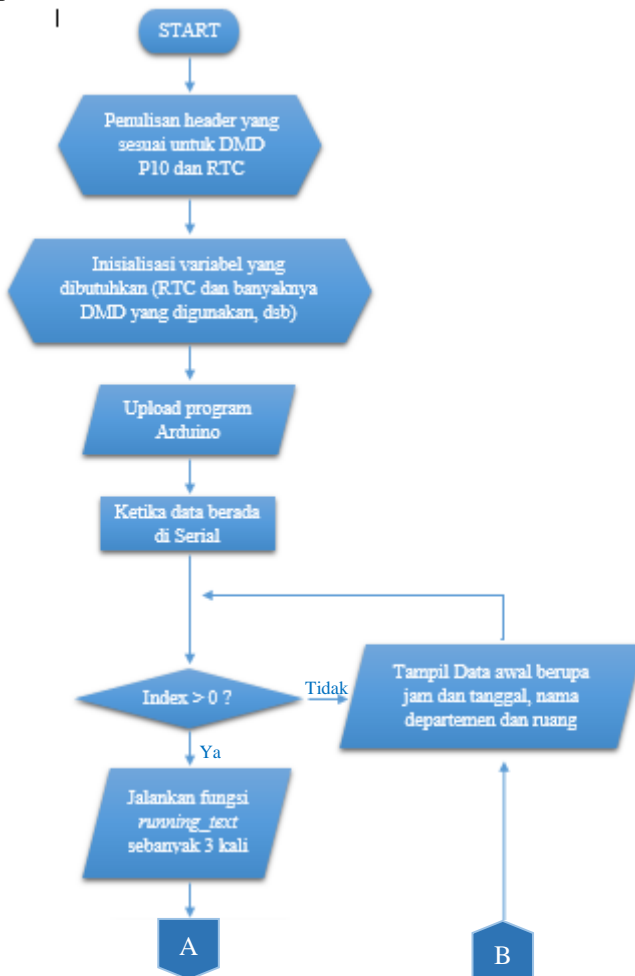 START
Penulisan header yang
sesuai untuk DMD
P10 dan RTC
Inisialisasi variabel yang
dibutuhkan (RTC dan banyaknya
DMD yang digunakan, dsb)
Upload program
Arduino
Ketika data berada
di Serial
Index > 0 ?
Tidak
Tampil Data awal berupa
jam dan tanggal, nama
departemen dan ruang
Ya
Jalankan fungsi
running_text
sebanyak 3 kali
A
B